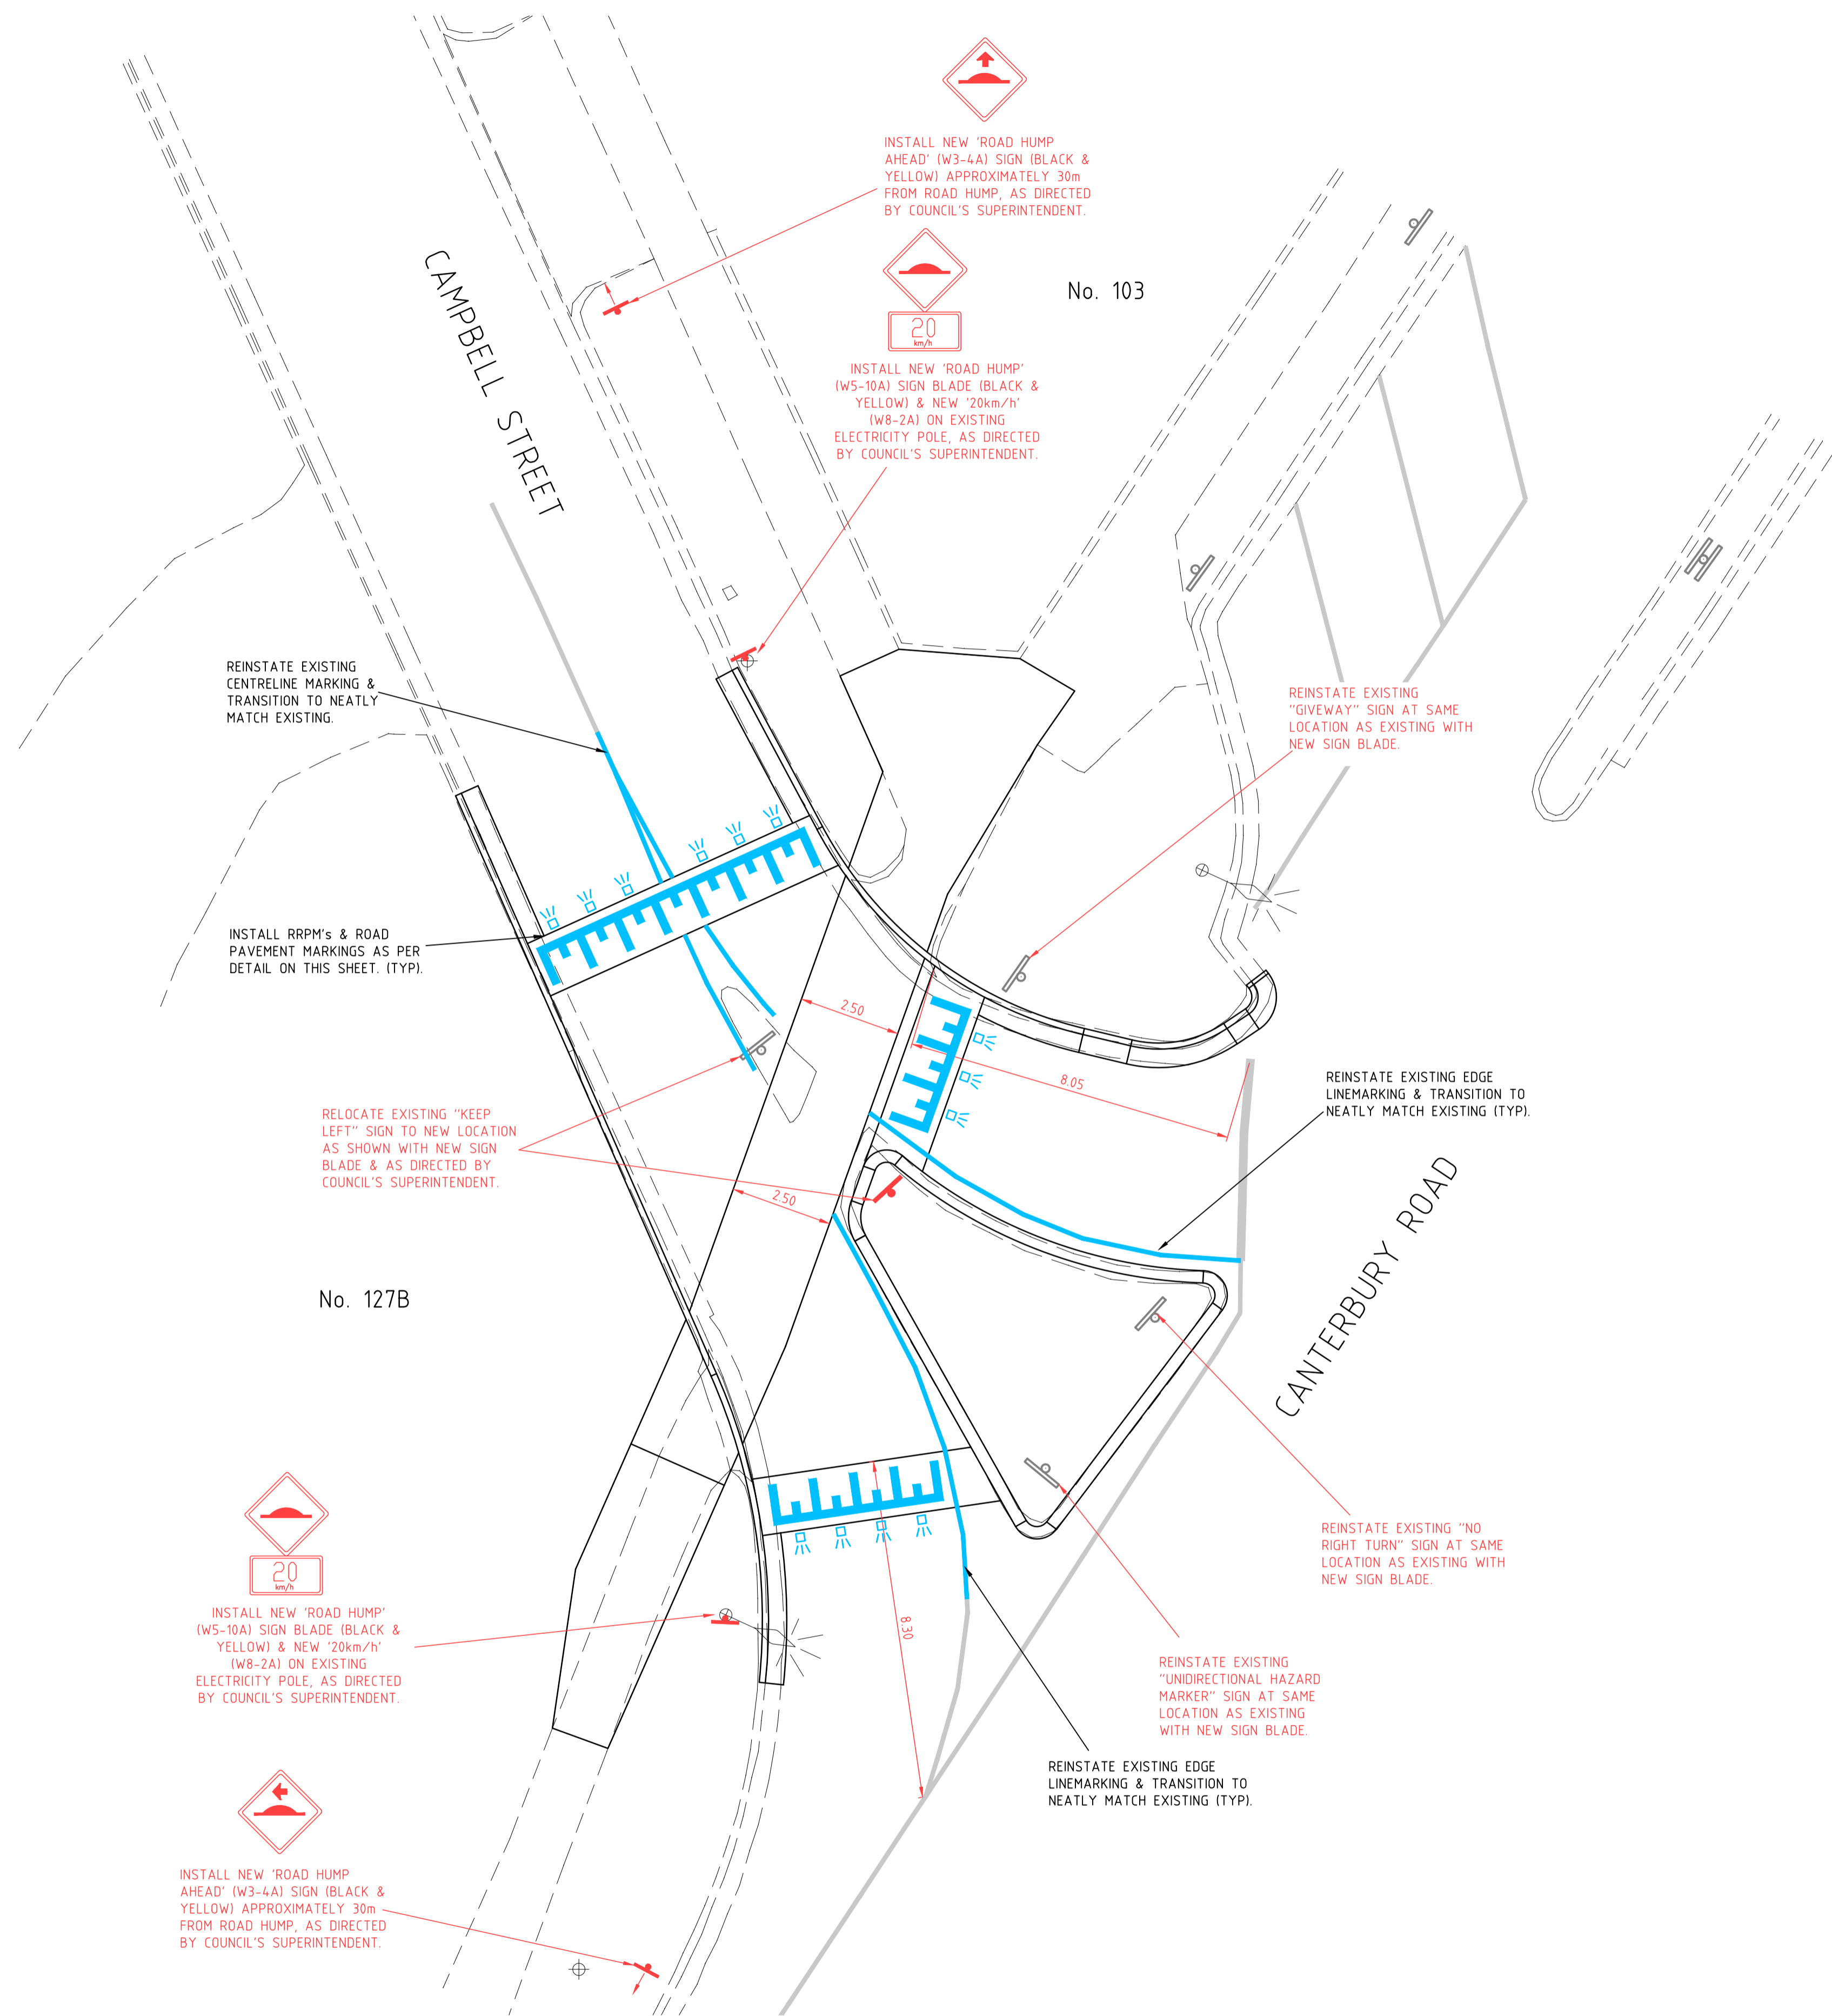 INSTALL NEW 'ROAD HUMP
AHEAD' (W3-4A) SIGN (BLACK &
YELLOW) APPROXIMATELY 30m
FROM ROAD HUMP, AS DIRECTED
BY COUNCIL'S SUPERINTENDENT.
CAMPBELL STREET
No. 103
20
km/h
INSTALL NEW 'ROAD HUMP'
(W5-10A) SIGN BLADE (BLACK &
YELLOW) & NEW '20km/h'
(W8-2A) ON EXISTING
ELECTRICITY POLE, AS DIRECTED
BY COUNCIL'S SUPERINTENDENT.
REINSTATE EXISTING
CENTRELINE MARKING &
TRANSITION TO NEATLY
MATCH EXISTING.
REINSTATE EXISTING
"GIVEWAY" SIGN AT SAME
LOCATION AS EXISTING WITH
NEW SIGN BLADE.
INSTALL RRPM's & ROAD
PAVEMENT MARKINGS AS PER
DETAIL ON THIS SHEET. (TYP).
2.50
8.05
REINSTATE EXISTING EDGE
LINEMARKING & TRANSITION TO
NEATLY MATCH EXISTING (TYP).
RELOCATE EXISTING "KEEP
LEFT" SIGN TO NEW LOCATION
AS SHOWN WITH NEW SIGN
BLADE & AS DIRECTED BY
COUNCIL'S SUPERINTENDENT.
2.50
CANTERBURY ROAD
No. 127B
REINSTATE EXISTING "NO
RIGHT TURN" SIGN AT SAME
LOCATION AS EXISTING WITH
NEW SIGN BLADE.
20
km/h
INSTALL NEW 'ROAD HUMP'
(W5-10A) SIGN BLADE (BLACK &
YELLOW) & NEW '20km/h'
(W8-2A) ON EXISTING
ELECTRICITY POLE, AS DIRECTED
BY COUNCIL'S SUPERINTENDENT.
8.30
REINSTATE EXISTING
"UNIDIRECTIONAL HAZARD
MARKER" SIGN AT SAME
LOCATION AS EXISTING
WITH NEW SIGN BLADE.
REINSTATE EXISTING EDGE
LINEMARKING & TRANSITION TO
NEATLY MATCH EXISTING (TYP).
INSTALL NEW 'ROAD HUMP
AHEAD' (W3-4A) SIGN (BLACK &
YELLOW) APPROXIMATELY 30m
FROM ROAD HUMP, AS DIRECTED
BY COUNCIL'S SUPERINTENDENT.